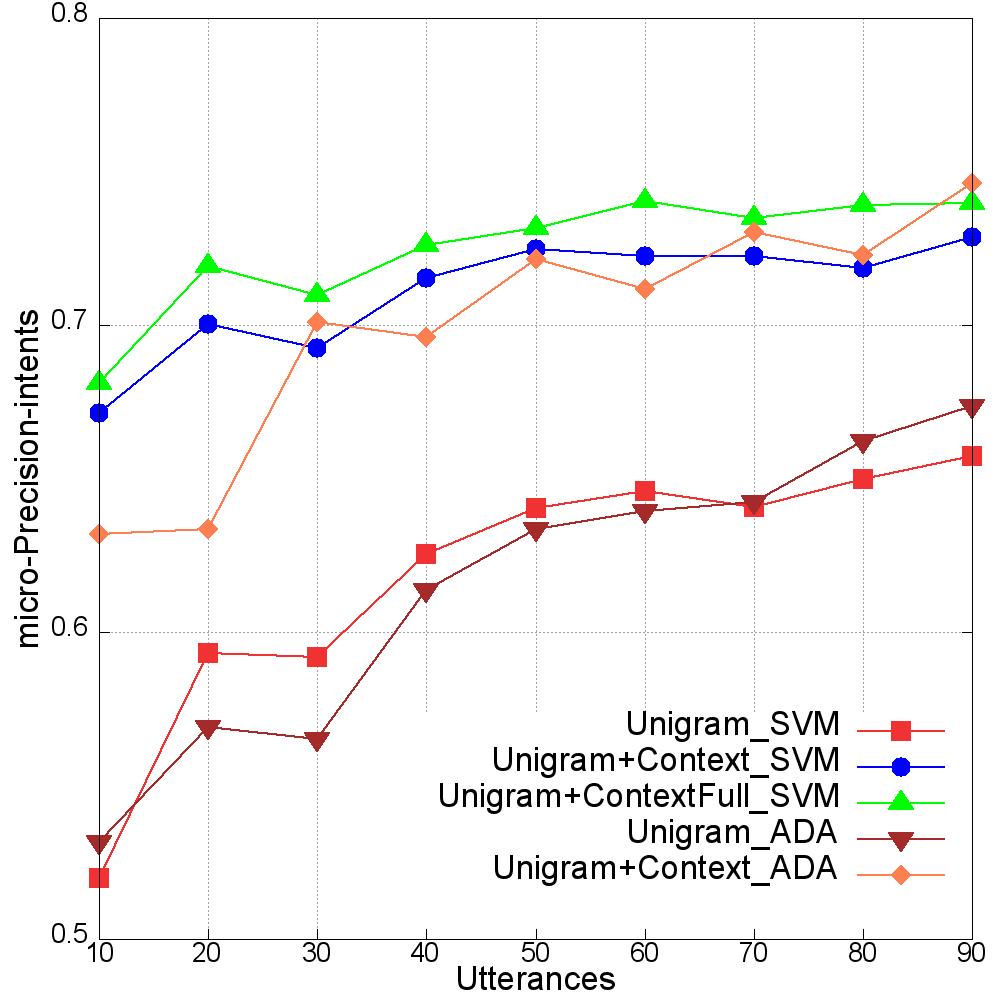 0.8
0.7
0.6
0.5
micro-Precision-intents
Unigram_SVM
Unigram+Context_SVM
Unigram+ContextFull_SVM
Unigram_ADA
Unigram+Context_ADA
10 20 30 40 50 60 70 80 90
Utterances